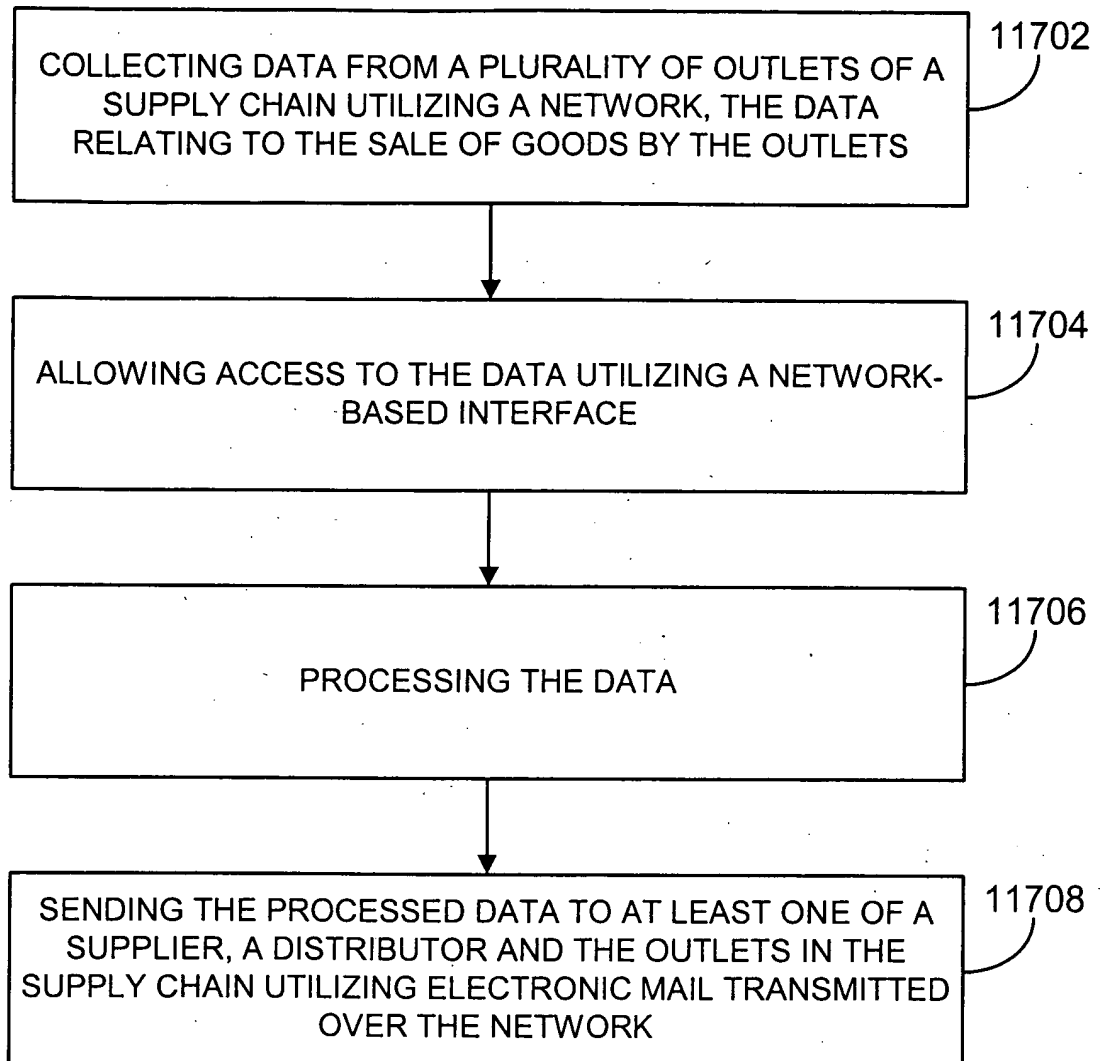 11702
COLLECTING DATA FROM A PLURALITY OF OUTLETS OF A
SUPPLY CHAIN UTILIZING A NETWORK, THE DATA
RELATING TO THE SALE OF GOODS BY THE OUTLETS
11704
ALLOWING ACCESS TO THE DATA UTILIZING A NETWORK-
BASED INTERFACE
11706
PROCESSING THE DATA
11708
SENDING THE PROCESSED DATA TO AT LEAST ONE OF A
SUPPLIER, A DISTRIBUTOR AND THE OUTLETS IN THE
SUPPLY CHAIN UTILIZING ELECTRONIC MAIL TRANSMITTED
OVER THE NETWORK